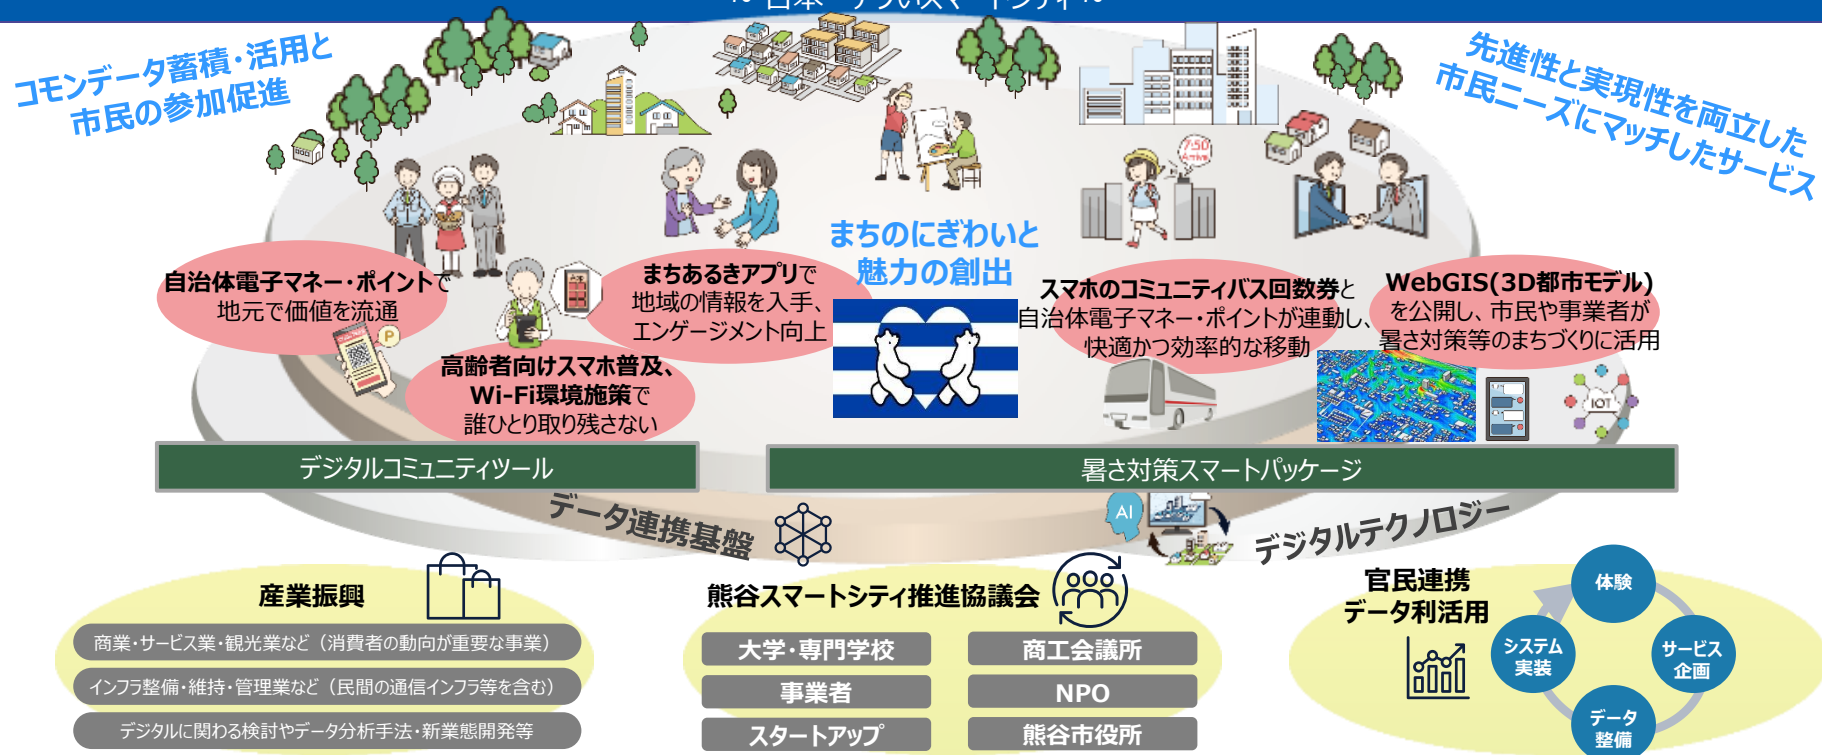 コモンデータ蓄積・活用と
市民の参加促進
先進性と実現性を両立した
市民ニーズにマッチしたサービス
7:50
まちのにぎわいと
魅力の創出
自治体電子マネー・ポイントで
地元で価値を流通
まちあるきアプリで
地域の情報を入手、
エンゲージメント向上
高齢者向けスマホ普及、
Wi-Fi環境施策で
誰ひとり取り残さない
スマホのコミュニティバス回数券と
自治体電子マネー・ポイントが連動し、
快適かつ効率的な移動
WebGIS(3D都市モデル)
を公開し、市民や事業者が
暑さ対策等のまちづくりに活用
P
IOT
デジタルコミュニティツール
暑さ対策スマートパッケージ
データ連携基盤
AI
デジタルテクノロジー
産業振興
商業・サービス業・観光業など（消費者の動向が重要な事業）
インフラ整備・維持・管理業など（民間の通信インフラ等を含む）
デジタルに関わる検討やデータ分析手法・新業態開発等
熊谷スマートシティ推進協議会
大学・専門学校
商工会議所
事業者
NPO
スタートアップ
熊谷市役所
官民連携
データ利活用
体験
サービス
企画
データ
整備
システム
実装